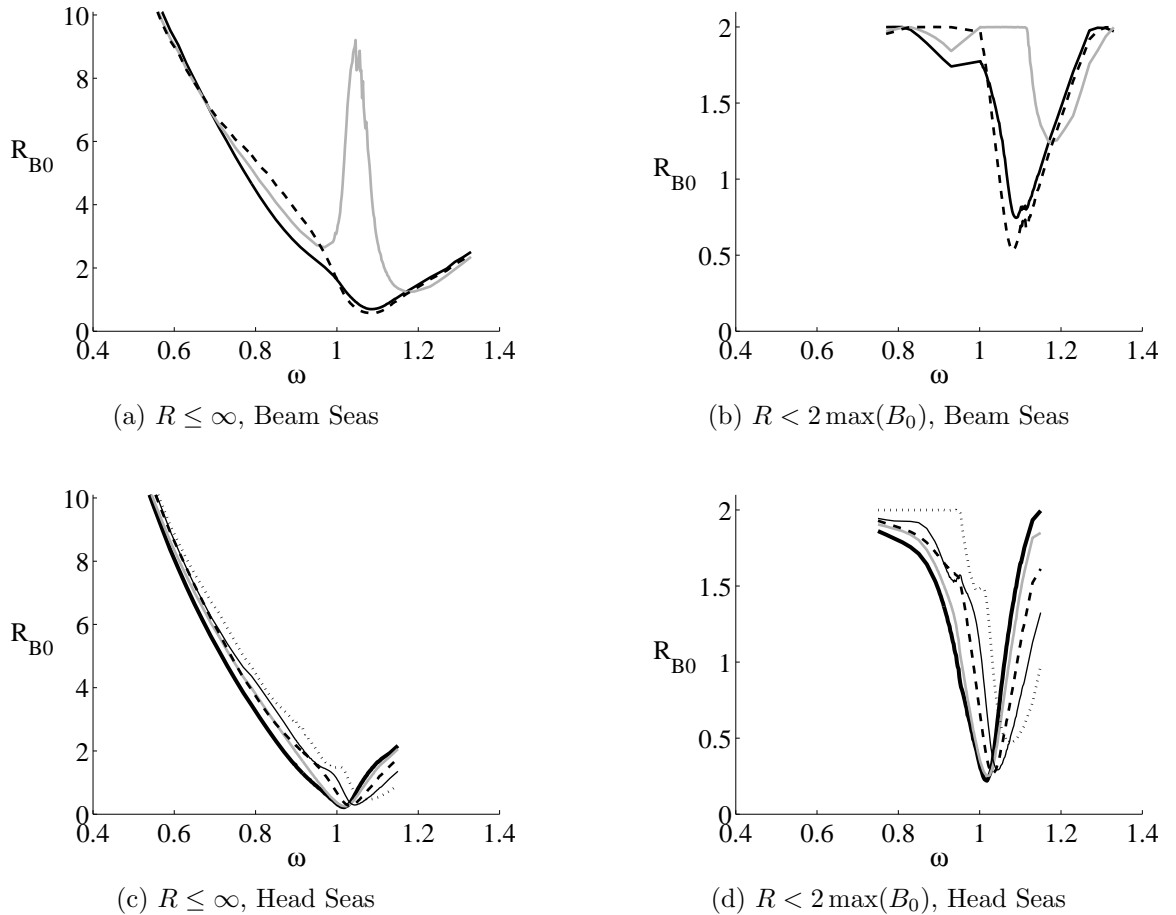 10
8
6
R_B0
4
2
0
0.4 0.6 0.8 1 1.2 1.4
ω
(a) R ≤ ∞, Beam Seas
2
1.5
R_B0
1
0.5
0
0.4 0.6 0.8 1 1.2 1.4
ω
(b) R < 2 max(B₀), Beam Seas
10
8
6
R_B0
4
2
0
0.4 0.6 0.8 1 1.2 1.4
ω
(c) R ≤ ∞, Head Seas
2
1.5
R_B0
1
0.5
0
0.4 0.6 0.8 1 1.2 1.4
ω
(d) R < 2 max(B₀), Head Seas